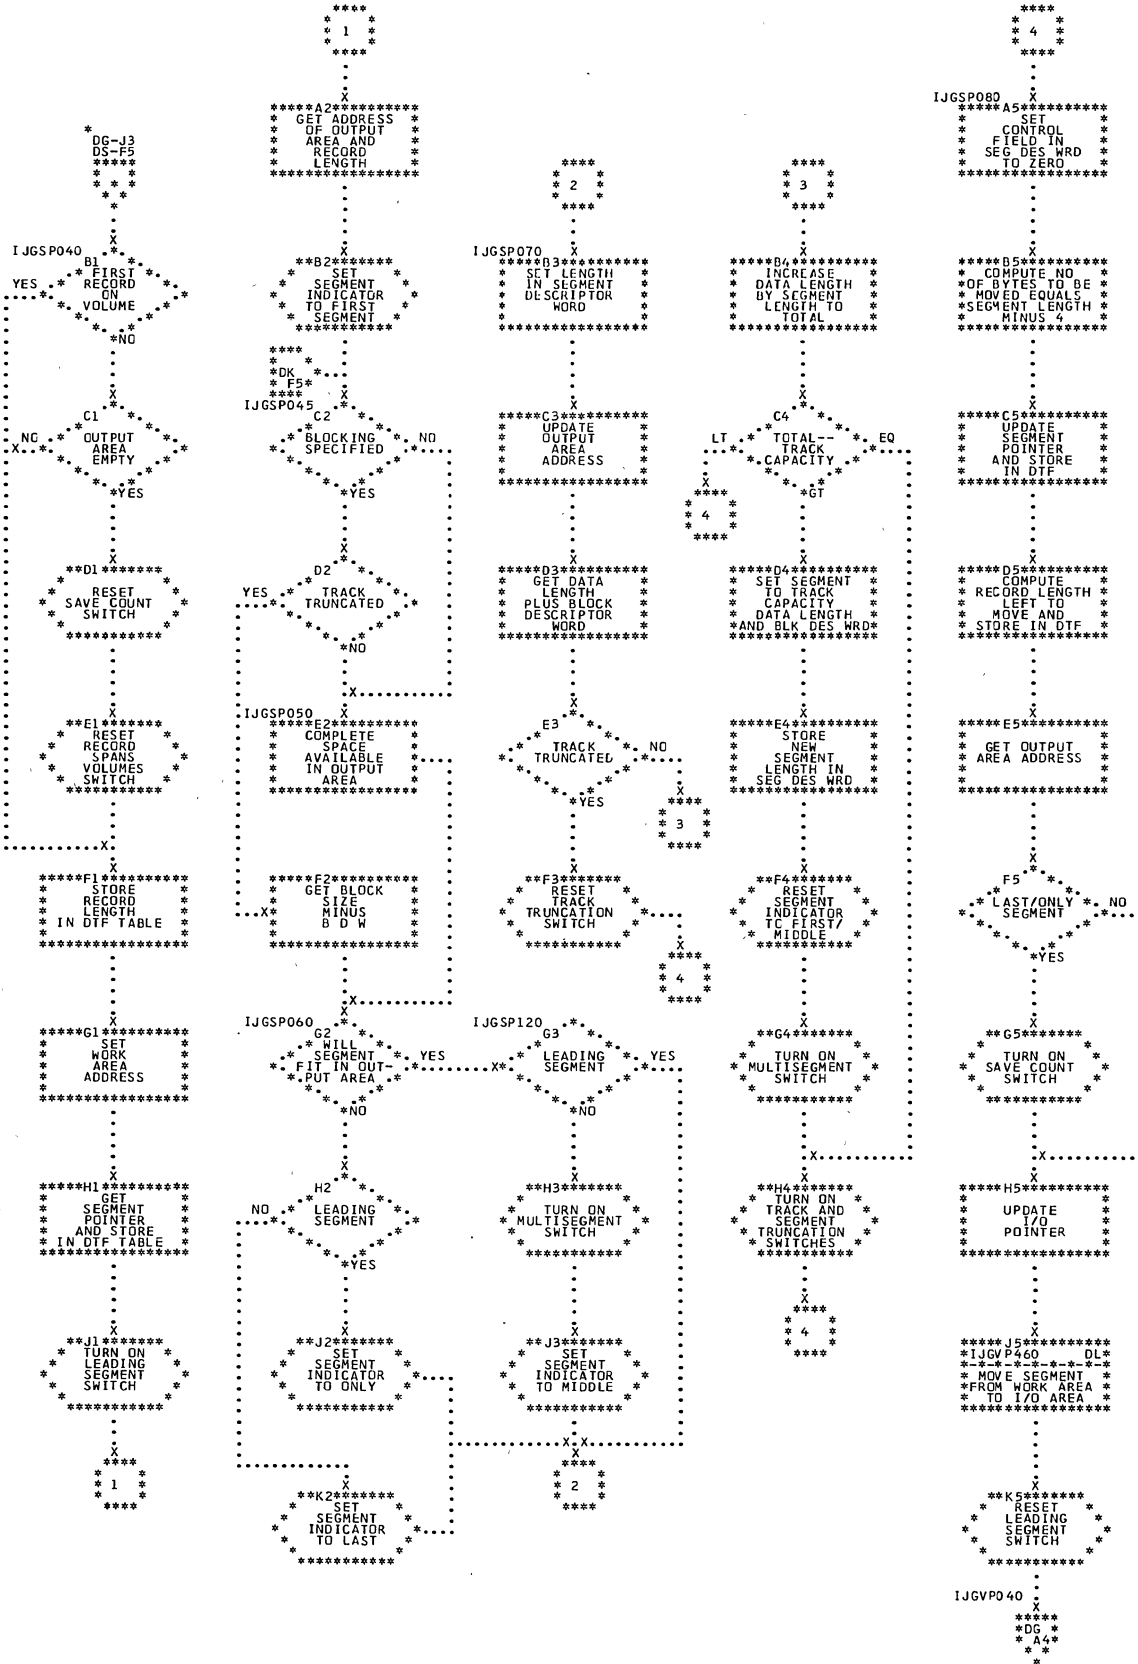 1
4
IJGSP080
A2
GET ADDRESS
OF OUTPUT
AREA AND
RECORD
LENGTH
A5
SET
CONTROL
FIELD IN
SEG DES WRD
TO ZERO
DG-J3
DS-F5
2
3
IJGSP040
B1
FIRST
RECORD
ON
VOLUME
YES
NO
B2
SET
SEGMENT
INDICATOR
TO FIRST
SEGMENT
IJGSP070
B3
SET LENGTH
IN SEGMENT
DESCRIPTOR
WORD
B4
INCREASE
DATA LENGTH
BY SEGMENT
LENGTH TO
TOTAL
B5
COMPUTE NO
OF BYTES TO BE
MOVED EQUALS
SEGMENT LENGTH
MINUS 4
DK
F5
IJGSP045
C1
OUTPUT
AREA
EMPTY
NO
YES
C2
BLOCKING
SPECIFIED
NO
YES
C3
UPDATE
OUTPUT
AREA
ADDRESS
C4
TOTAL--
TRACK
CAPACITY
LT
EQ
GT
4
C5
UPDATE
SEGMENT
POINTER
AND STORE
IN DTF
D1
RESET
SAVE COUNT
SWITCH
D2
TRACK
TRUNCATED
YES
NO
D3
GET DATA
LENGTH
PLUS BLOCK
DESCRIPTOR
WORD
D4
SET SEGMENT
TO TRACK
CAPACITY
DATA LENGTH
AND BLK DES WRD
D5
COMPUTE
RECORD LENGTH
LEFT TO
MOVE AND
STORE IN DTF
E1
RESET
RECORD
SPANS
VOLUMES
SWITCH
IJGSP050
E2
COMPLETE
SPACE
AVAILABLE
IN OUTPUT
AREA
E3
TRACK
TRUNCATED
NO
YES
3
E4
STORE
NEW
SEGMENT
LENGTH IN
SEG DES WRD
E5
GET OUTPUT
AREA ADDRESS
F1
STORE
RECORD
LENGTH
IN DTF TABLE
F2
GET BLOCK
SIZE
MINUS
B D W
F3
RESET
TRACK
TRUNCATION
SWITCH
4
F4
RESET
SEGMENT
INDICATOR
TC FIRST/
MIDDLE
F5
LAST/ONLY
SEGMENT
NO
YES
G1
SET
WORK
AREA
ADDRESS
IJGSP060
G2
WILL
SEGMENT
FIT IN OUT-
PUT AREA
YES
NO
IJGSP120
G3
LEADING
SEGMENT
YES
NO
G4
TURN ON
MULTISEGMENT
SWITCH
G5
TURN ON
SAVE COUNT
SWITCH
H1
GET
SEGMENT
POINTER
AND STORE
IN DTF TABLE
H2
LEADING
SEGMENT
NO
YES
H3
TURN ON
MULTISEGMENT
SWITCH
H4
TURN ON
TRACK AND
SEGMENT
TRUNCATION
SWITCHES
4
H5
UPDATE
I/O
POINTER
J1
TURN ON
LEADING
SEGMENT
SWITCH
1
J2
SET
SEGMENT
INDICATOR
TO ONLY
J3
SET
SEGMENT
INDICATOR
TO MIDDLE
2
J5
IJGVP460 DL
MOVE SEGMENT
FROM WORK AREA
TO I/O AREA
K2
SET
SEGMENT
INDICATOR
TO LAST
K5
RESET
LEADING
SEGMENT
SWITCH
IJGVP040
DG
A4